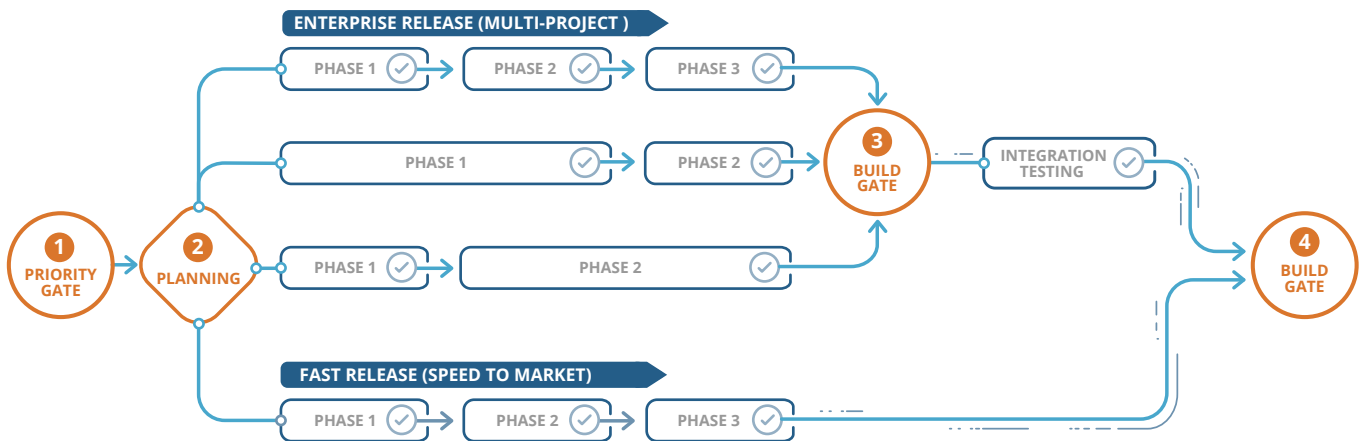 ENTERPRISE RELEASE (MULTI-PROJECT )
PHASE 1
PHASE 2
PHASE 3
PHASE 1
PHASE 2
3
BUILD
GATE
INTEGRATION
TESTING
1
PRIORITY
GATE
2
PLANNING
PHASE 1
PHASE 2
4
BUILD
GATE
FAST RELEASE (SPEED TO MARKET)
PHASE 1
PHASE 2
PHASE 3